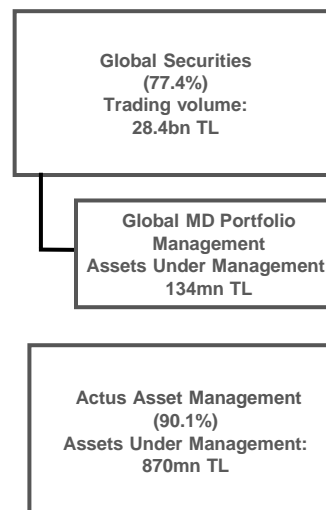 Global Securities
(77.4%)
Trading volume:
28.4bn TL
Global MD Portfolio
Management
Assets Under Management
134mn TL
Actus Asset Management
(90.1%)
Assets Under Management:
870mn TL